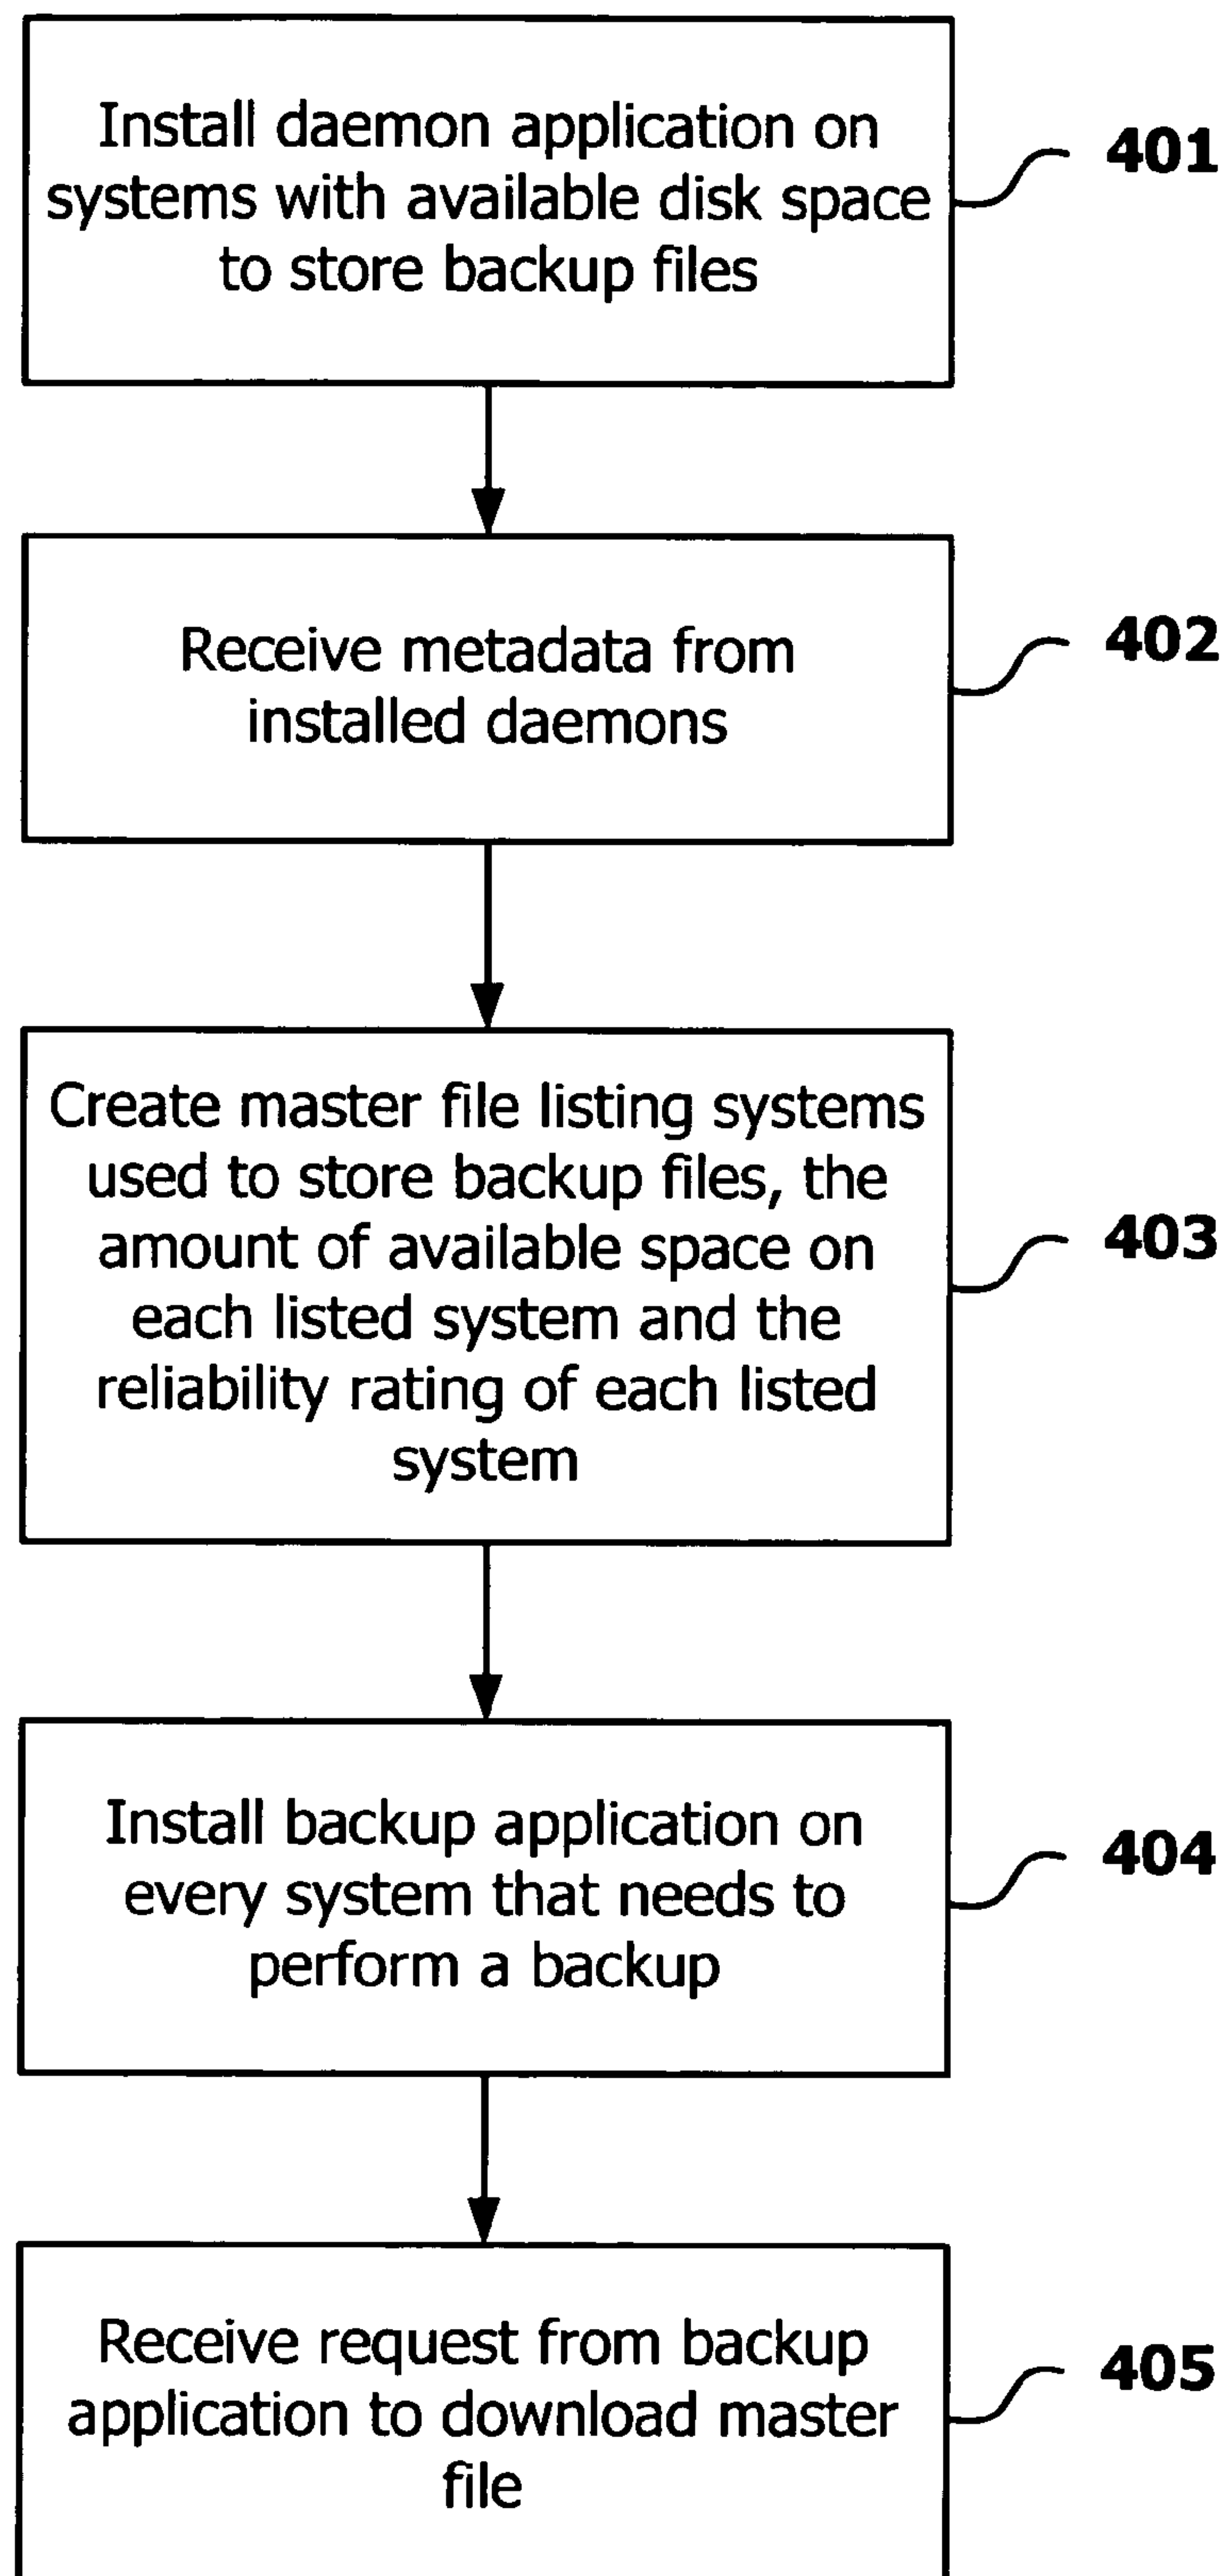 Install daemon application on
systems with available disk space
to store backup files
401
Receive metadata from
installed daemons
402
Create master file listing systems
used to store backup files, the
amount of available space on
each listed system and the
reliability rating of each listed
system
403
Install backup application on
every system that needs to
perform a backup
404
Receive request from backup
application to download master
file
405